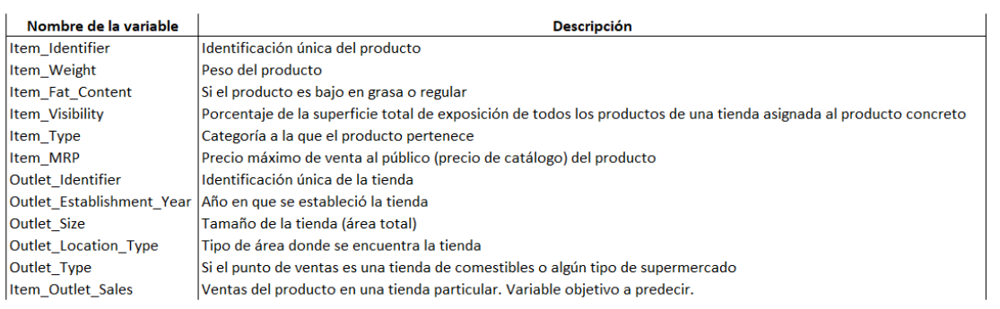 Nombre de la variable Descripción
Item_Identifier Identificación única del producto
Item_Weight Peso del producto
Item_Fat_Content Si el producto es bajo en grasa o regular
Item_Visibility Porcentaje de la superficie total de exposición de todos los productos de una tienda asignada al producto concreto
Item_Type Categoría a la que el producto pertenece
Item_MRP Precio máximo de venta al público (precio de catálogo) del producto
Outlet_Identifier Identificación única de la tienda
Outlet_Establishment_Year Año en que se estableció la tienda
Outlet_Size Tamaño de la tienda (área total)
Outlet_Location_Type Tipo de área donde se encuentra la tienda
Outlet_Type Si el punto de ventas es una tienda de comestibles o algún tipo de supermercado
Item_Outlet_Sales Ventas del producto en una tienda particular. Variable objetivo a predecir.